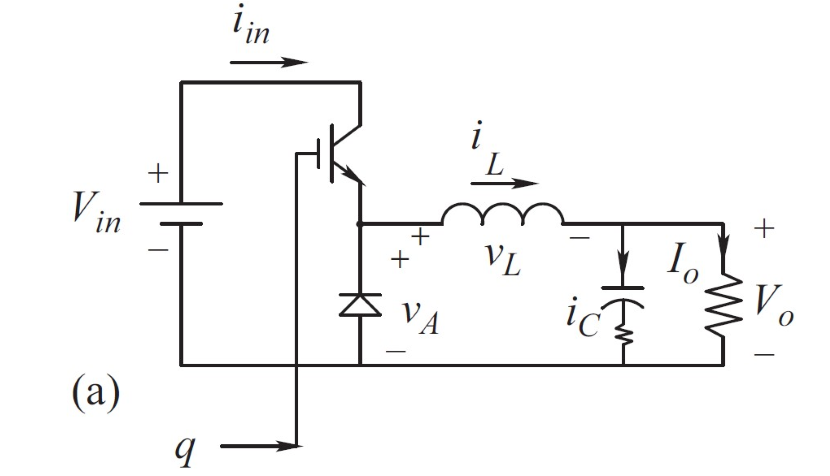 i_in
i_L
+
V_in
−
+
+
v_L
−
+
v_A
−
i_C
I_o
+
V_o
−
(a)
q